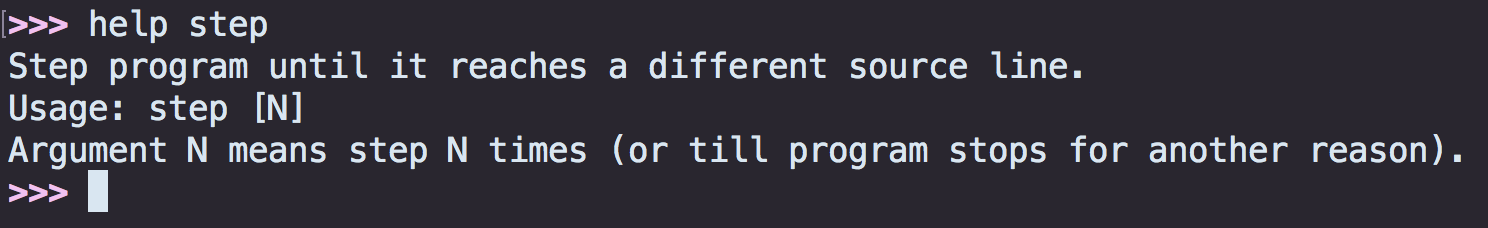 >>> help step
Step program until it reaches a different source line.
Usage: step [N]
Argument N means step N times (or till program stops for another reason).
>>>